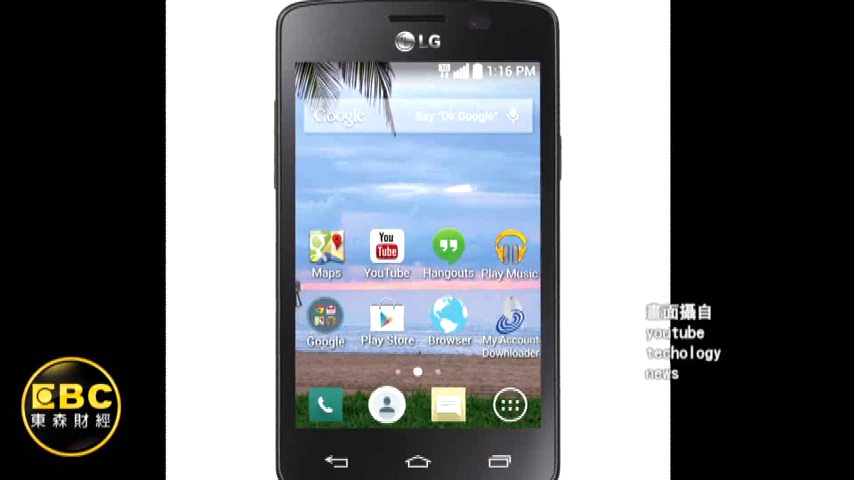 LG
3G
1:16 PM
Google
Say "Ok Google"
You
Tube
Maps
YouTube
Hangouts
Play Music
Google
Play Store
Browser
My Account
Downloader
畫面攝自
youtube
techology
news
EBC
東森財經